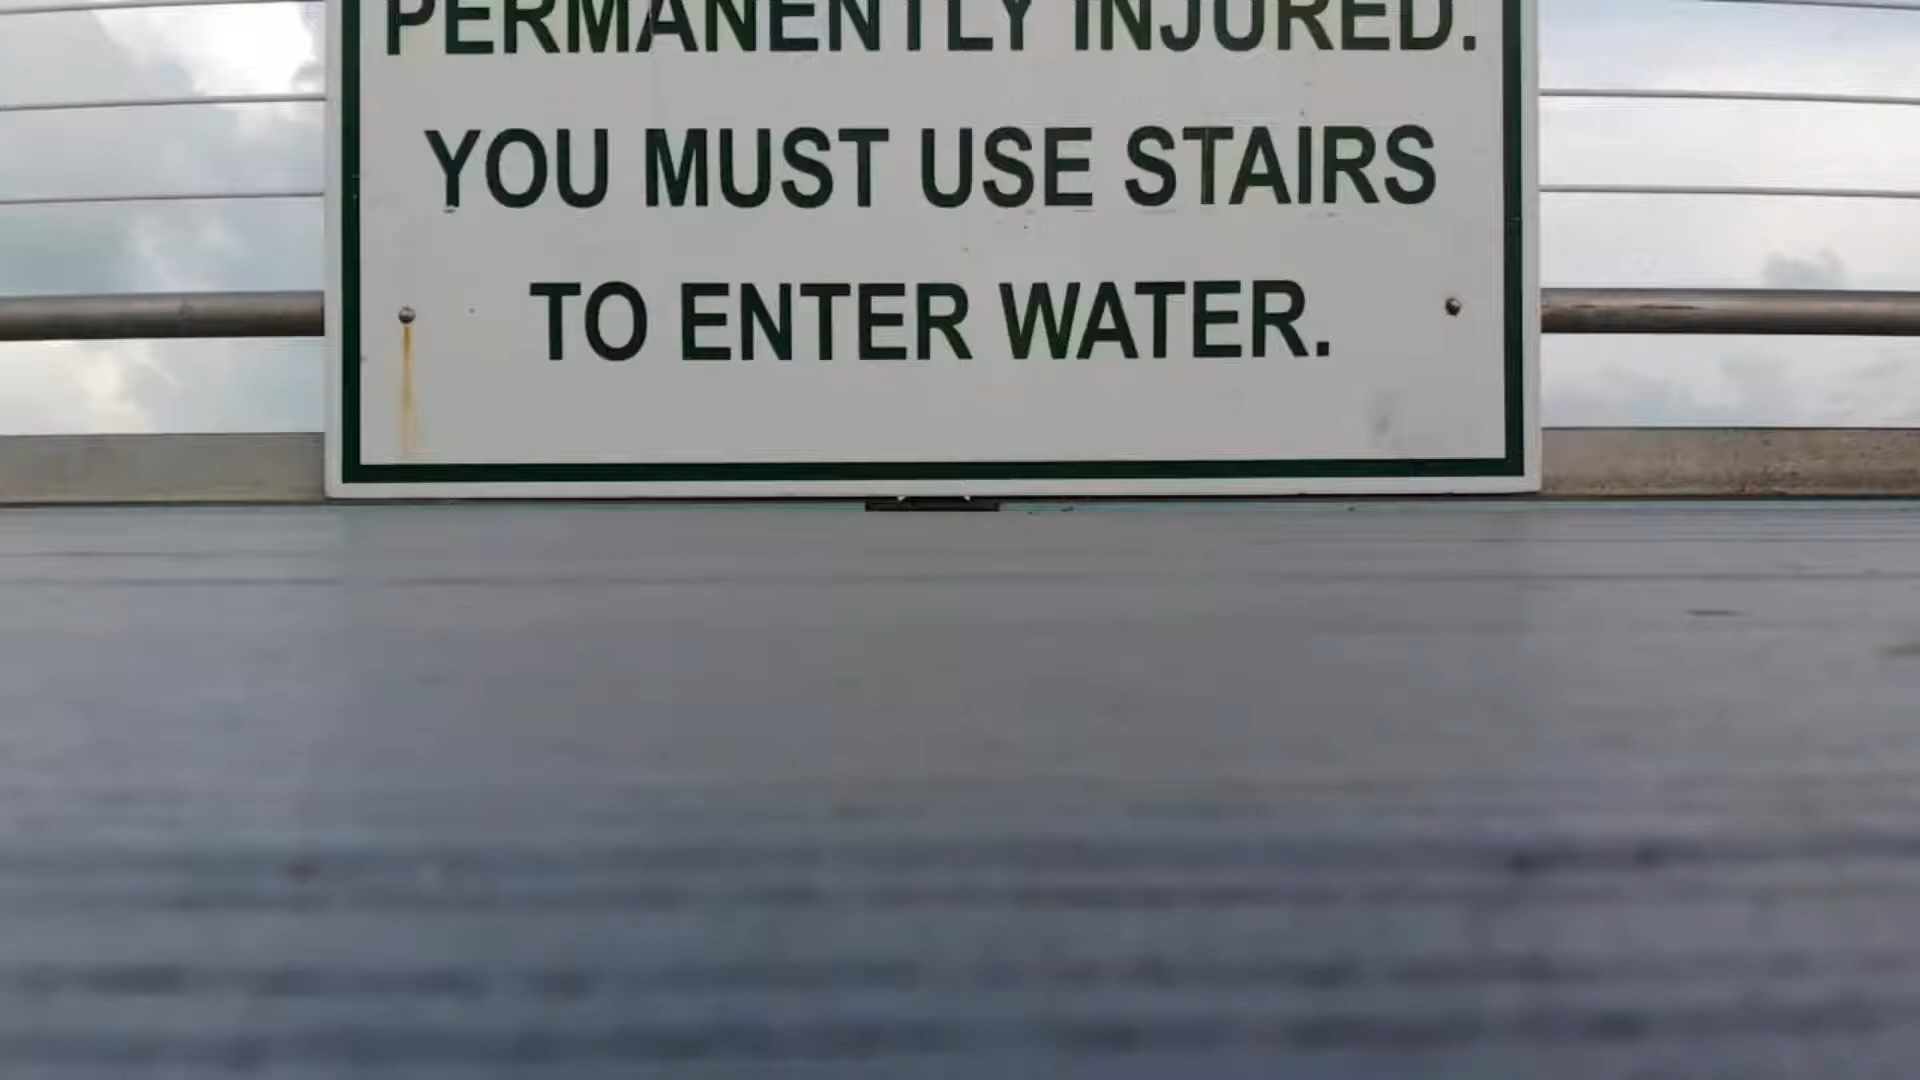 PERMANENTLY INJURED.
YOU MUST USE STAIRS
TO ENTER WATER.